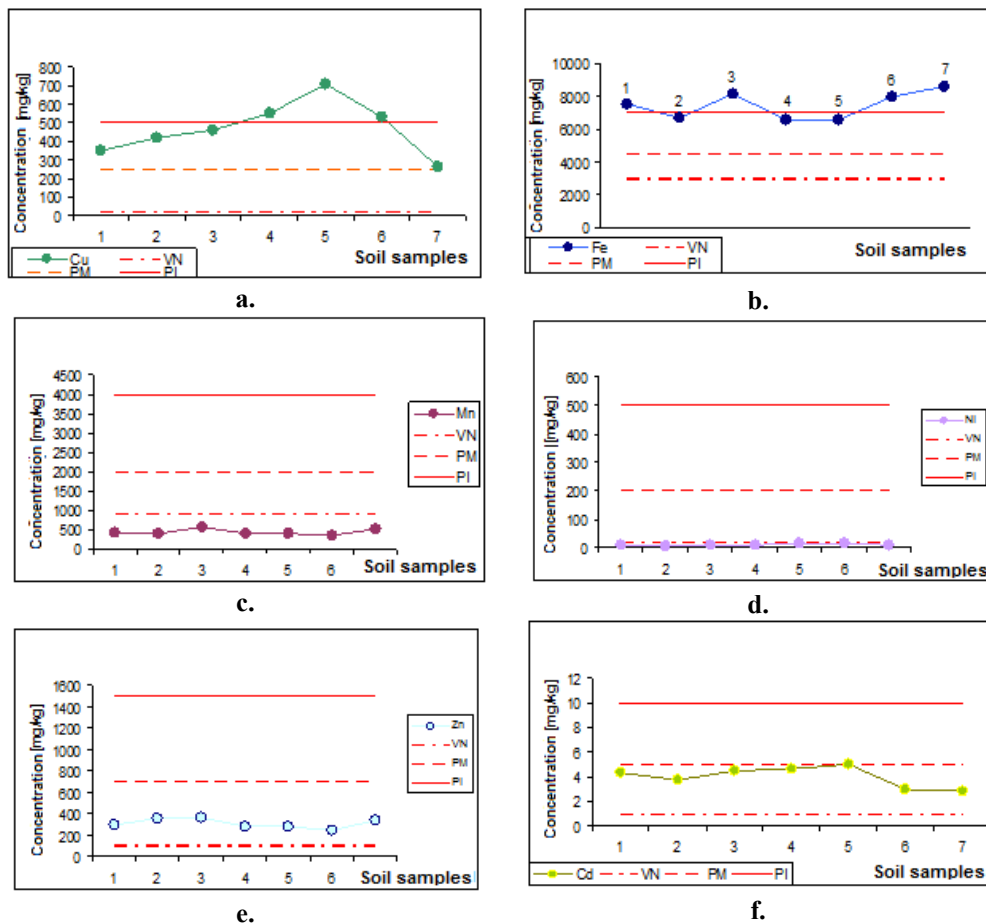 Concentration [mg/kg]
800
700
600
500
400
300
200
100
0
1 2 3 4 5 6 7
Soil samples
Cu VN
PM PI
a.
Concentration [mg/kg]
10000
8000
6000
4000
2000
0
1 2 3 4 5 6 7
Soil samples
Fe VN
PM PI
b.
Concentration [mg/kg]
4500
4000
3500
3000
2500
2000
1500
1000
500
0
1 2 3 4 5 6
Soil samples
Mn
VN
PM
PI
c.
Concentration [mg/kg]
600
500
400
300
200
100
0
1 2 3 4 5 6
Soil samples
NI
VN
PM
PI
d.
Concentration [mg/kg]
1600
1400
1200
1000
800
600
400
200
0
1 2 3 4 5 6
Soil samples
Zn
VN
PM
PI
e.
Concentration [mg/kg]
12
10
8
6
4
2
0
1 2 3 4 5 6 7
Soil samples
Cd VN PM PI
f.